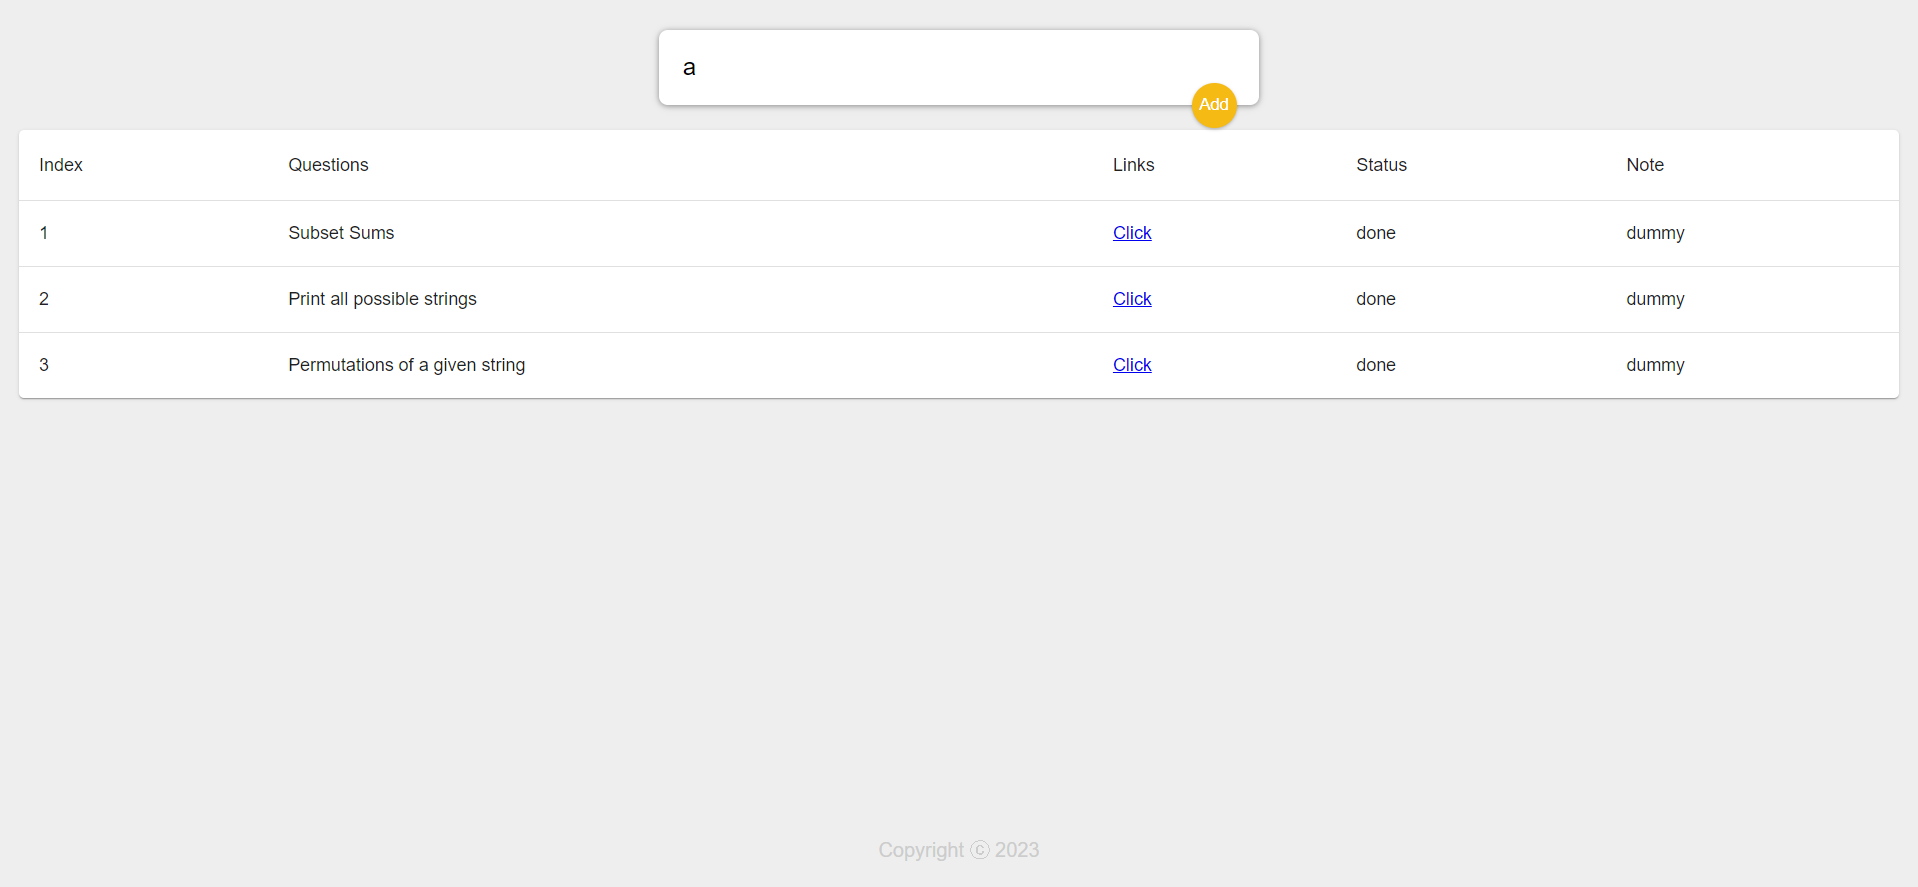 a
Add
Index Questions Links Status Note
1 Subset Sums Click done dummy
2 Print all possible strings Click done dummy
3 Permutations of a given string Click done dummy
Copyright ⓒ 2023